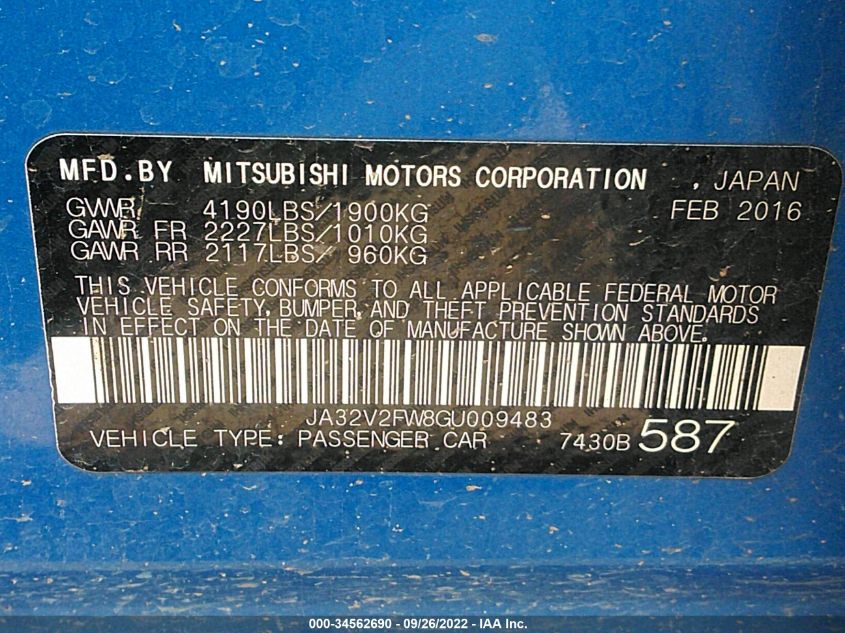 MFD.BY MITSUBISHI MOTORS CORPORATION , JAPAN
GVWR 4190LBS/1900KG FEB 2016
GAWR FR 2227LBS/1010KG
GAWR RR 2117LBS/ 960KG
THIS VEHICLE CONFORMS TO ALL APPLICABLE FEDERAL MOTOR
VEHICLE SAFETY, BUMPER, AND THEFT PREVENTION STANDARDS
IN EFFECT ON THE DATE OF MANUFACTURE SHOWN ABOVE.
JA32V2FW8GU009483
VEHICLE TYPE: PASSENGER CAR 7430B 587
000-34562690 - 09/26/2022 - IAA Inc.